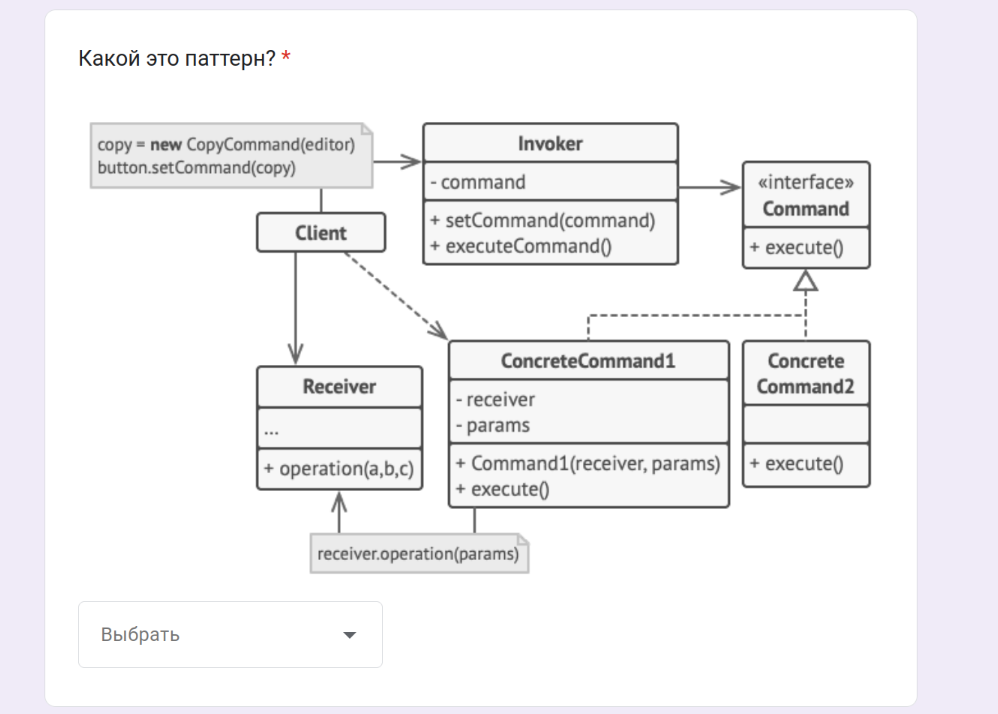 Какой это паттерн? *
copy = new CopyCommand(editor)
button.setCommand(copy)
Invoker
- command
+ setCommand(command)
+ executeCommand()
«interface»
Command
+ execute()
Client
Receiver
...
+ operation(a,b,c)
ConcreteCommand1
- receiver
- params
+ Command1(receiver, params)
+ execute()
Concrete
Command2
+ execute()
receiver.operation(params)
Выбрать